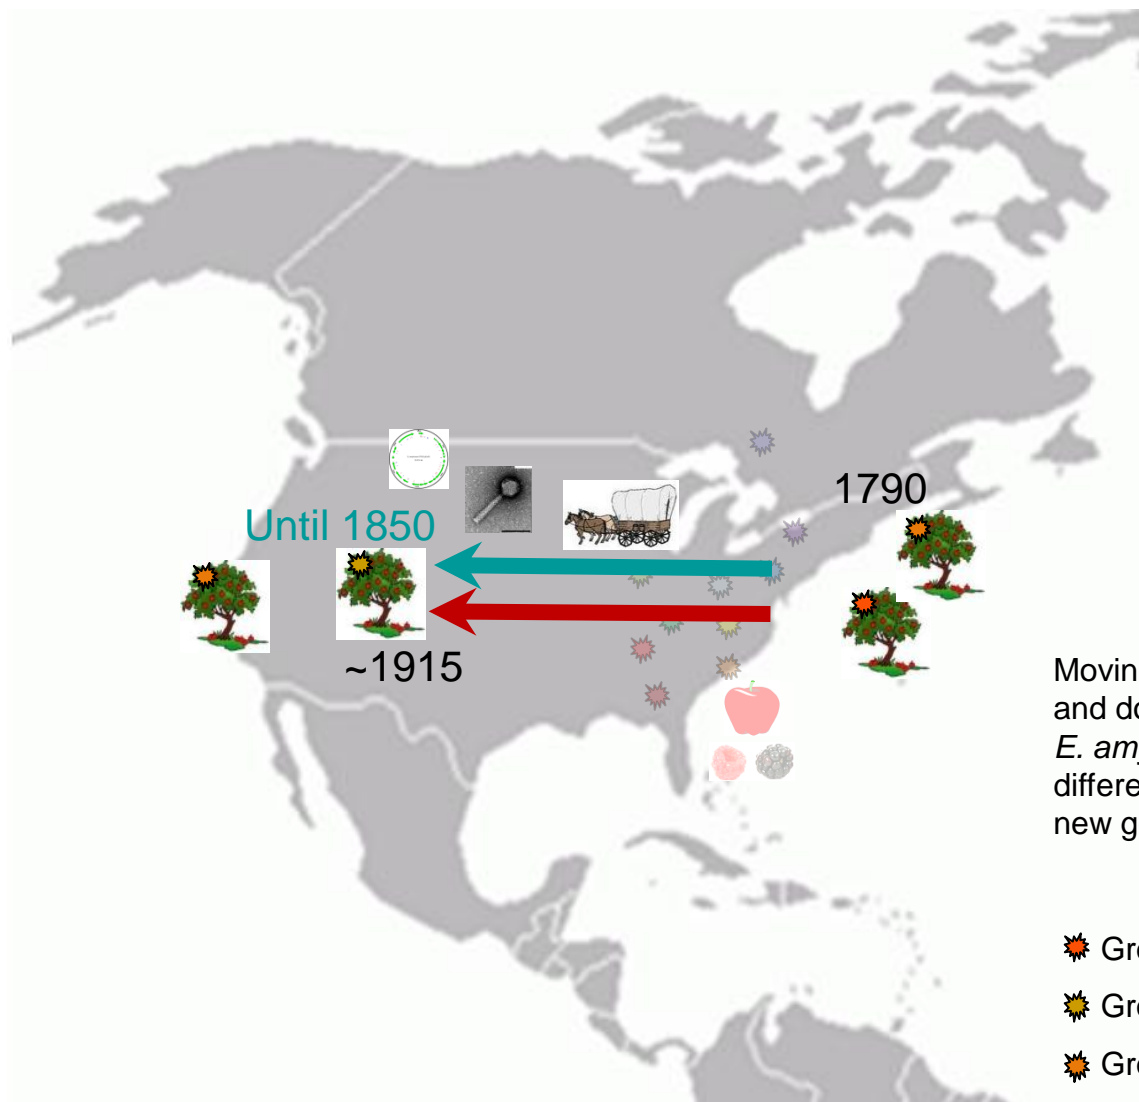 1790
Until 1850
~1915
Movin
and do
E. am
differe
new g
Gr
Gr
Gr